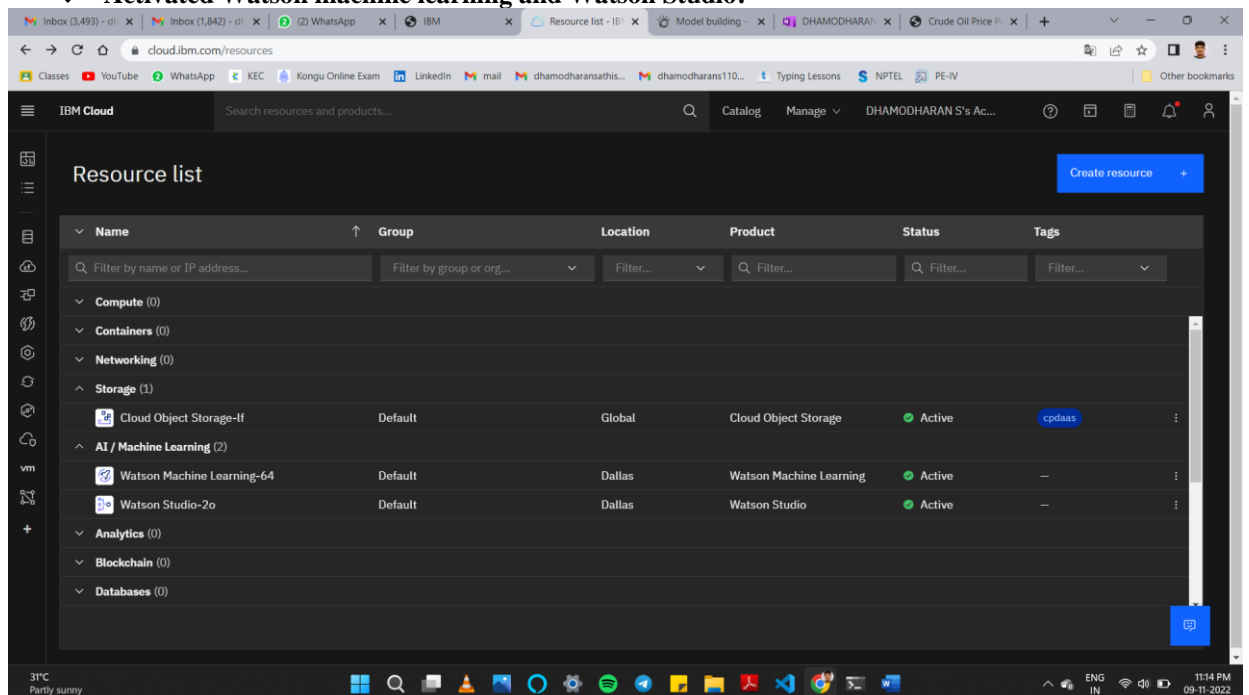 Activated Watson machine learning and Watson Studio.
Inbox (3,493) - dh Inbox (1,842) - dh (2) WhatsApp IBM Resource list - IBM Model building - DHAMODHARAN Crude Oil Price Pr
cloud.ibm.com/resources
Classes YouTube WhatsApp KEC Kongu Online Exam LinkedIn mail dhamodharansathis... dhamodharans110... Typing Lessons NPTEL PE-IV Other bookmarks
IBM Cloud Search resources and products... Catalog Manage DHAMODHARAN S's Ac...
Resource list Create resource +
Name Group Location Product Status Tags
Filter by name or IP address... Filter by group or org... Filter... Filter... Filter... Filter...
Compute (0)
Containers (0)
Networking (0)
Storage (1)
Cloud Object Storage-lf Default Global Cloud Object Storage Active cpdaas
AI / Machine Learning (2)
vm
Watson Machine Learning-64 Default Dallas Watson Machine Learning Active –
Watson Studio-2o Default Dallas Watson Studio Active –
Analytics (0)
Blockchain (0)
Databases (0)
31°C
Partly sunny
ENG
IN
11:14 PM
09-11-2022